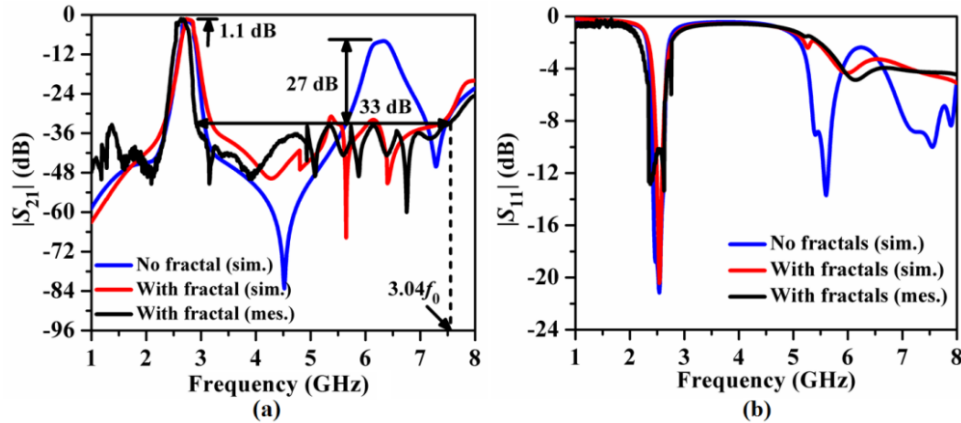 0
-12
-24
-36
-48
-60
-72
-84
-96
|S21| (dB)
1.1 dB
27 dB
33 dB
3.04f0
No fractal (sim.)
With fractal (sim.)
With fractal (mes.)
1 2 3 4 5 6 7 8
Frequency (GHz)
(a)
0
-4
-8
-12
-16
-20
-24
|S11| (dB)
No fractals (sim.)
With fractals (sim.)
With fractals (mes.)
1 2 3 4 5 6 7 8
Frequency (GHz)
(b)